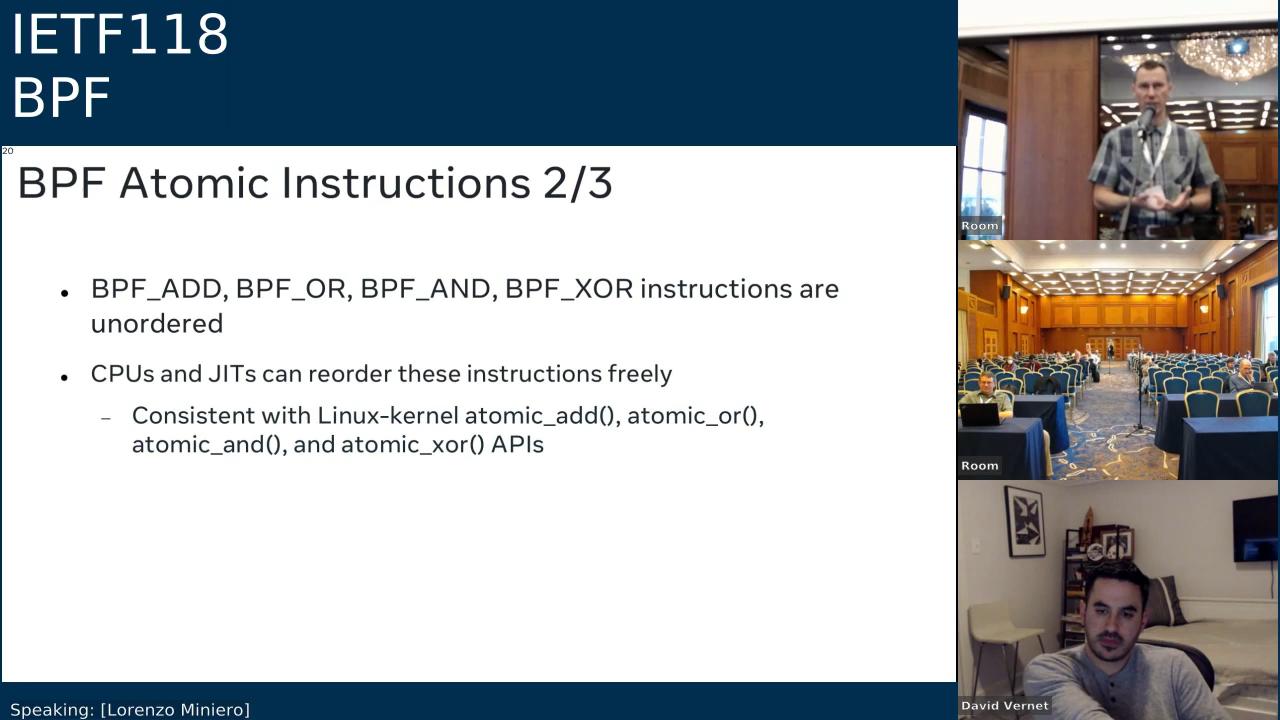 IETF118
BPF
20
BPF Atomic Instructions 2/3
• BPF_ADD, BPF_OR, BPF_AND, BPF_XOR instructions are
unordered
• CPUs and JITs can reorder these instructions freely
– Consistent with Linux-kernel atomic_add(), atomic_or(),
atomic_and(), and atomic_xor() APIs
Room
Room
David Vernet
Speaking: [Lorenzo Miniero]